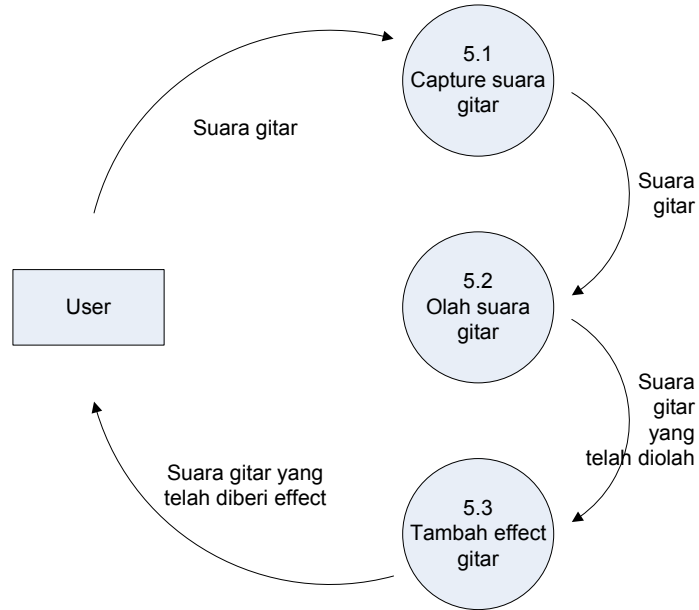 5.1
Capture suara
gitar
Suara gitar
Suara
gitar
User
5.2
Olah suara
gitar
Suara
gitar
yang
telah diolah
Suara gitar yang
telah diberi effect
5.3
Tambah effect
gitar